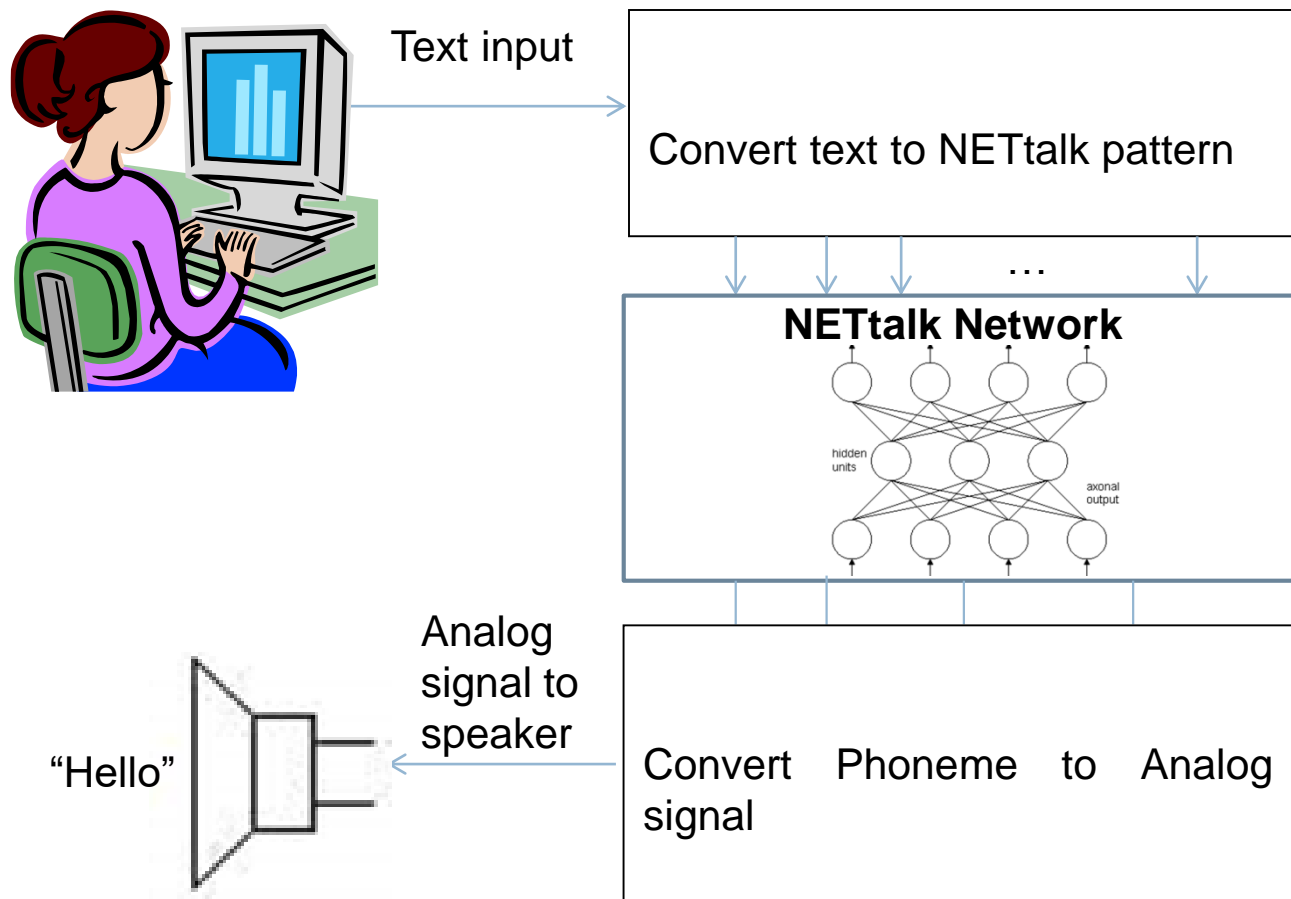 Text input
Convert text to NETtalk pattern
...
NETtalk Network
hidden
units
axonal
output
Analog
signal to
speaker
“Hello”
Convert Phoneme to Analog
signal